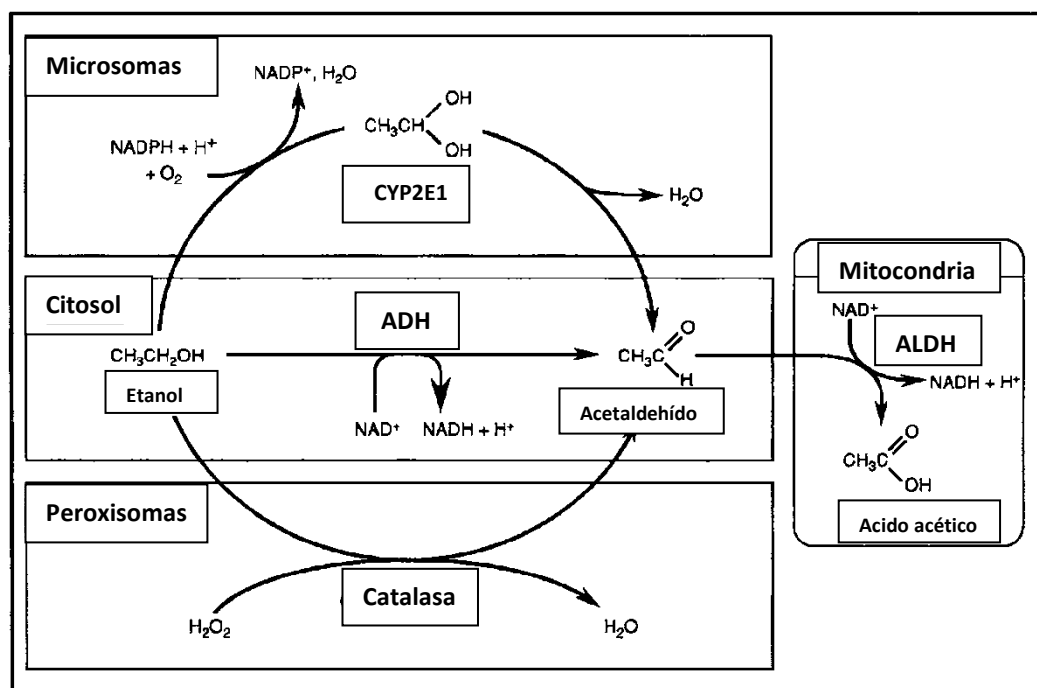 Microsomas
NADP⁺, H₂O
OH
CH₃CH
OH
NADPH + H⁺
+ O₂
CYP2E1
H₂O
Citosol
ADH
CH₃CH₂OH
Etanol
NAD⁺
NADH + H⁺
O
CH₃C
H
Acetaldehído
Mitocondria
NAD⁺
ALDH
NADH + H⁺
O
CH₃C
OH
Acido acético
Peroxisomas
Catalasa
H₂O₂
H₂O